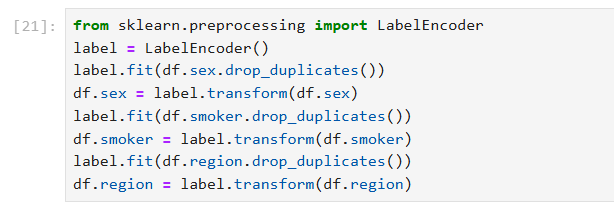 [21]: from sklearn.preprocessing import LabelEncoder
label = LabelEncoder()
label.fit(df.sex.drop_duplicates())
df.sex = label.transform(df.sex)
label.fit(df.smoker.drop_duplicates())
df.smoker = label.transform(df.smoker)
label.fit(df.region.drop_duplicates())
df.region = label.transform(df.region)